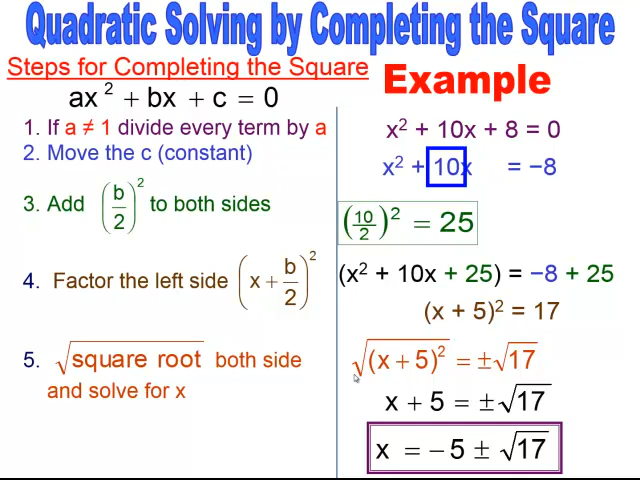 Quadratic Solving by Completing the Square
Steps for Completing the Square
ax² + bx + c = 0
1. If a ≠ 1 divide every term by a
2. Move the c (constant)
3. Add (b/2)² to both sides
4. Factor the left side (x + b/2)²
5. √square root both side
and solve for x
Example
x² + 10x + 8 = 0
x² + 10x = −8
(10/2)² = 25
(x² + 10x + 25) = −8 + 25
(x + 5)² = 17
√(x + 5)² = ±√17
x + 5 = ±√17
x = − 5 ± √17